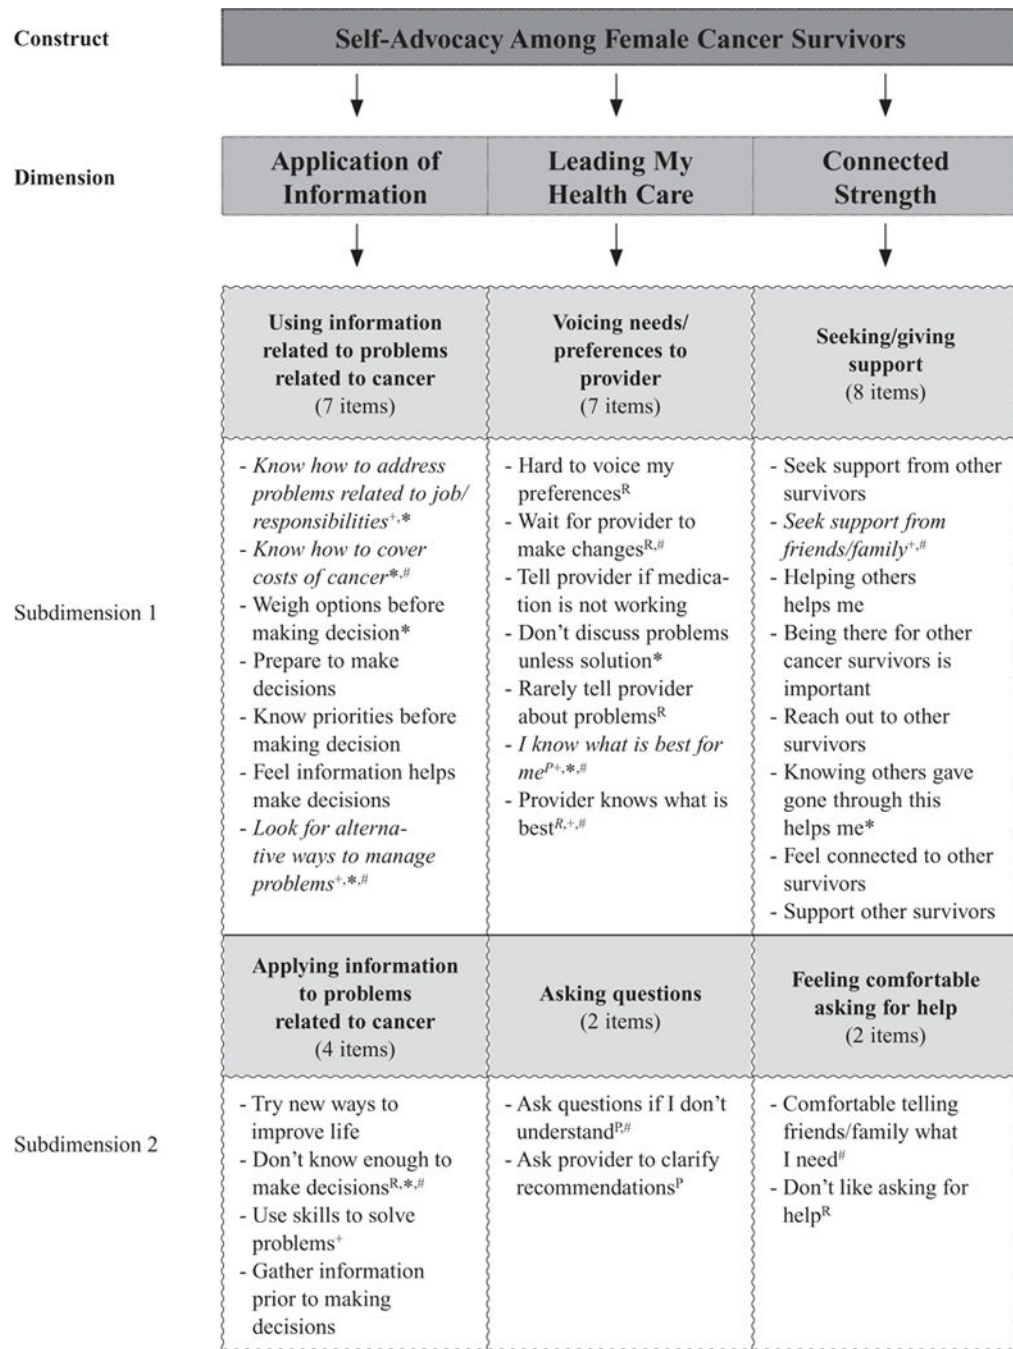 Construct
Self-Advocacy Among Female Cancer Survivors
Dimension
Application of
Information
Leading My
Health Care
Connected
Strength
Subdimension 1
Using information
related to problems
related to cancer
(7 items)
- Know how to address
problems related to job/
responsibilities⁺,*
- Know how to cover
costs of cancer*,#
- Weigh options before
making decision*
- Prepare to make
decisions
- Know priorities before
making decision
- Feel information helps
make decisions
- Look for alterna-
tive ways to manage
problems⁺,*,#
Voicing needs/
preferences to
provider
(7 items)
- Hard to voice my
preferencesᴿ
- Wait for provider to
make changesᴿ,#
- Tell provider if medica-
tion is not working
- Don't discuss problems
unless solution*
- Rarely tell provider
about problemsᴿ
- I know what is best for
meᴾ⁺,*,#
- Provider knows what is
bestᴿ,⁺,#
Seeking/giving
support
(8 items)
- Seek support from other
survivors
- Seek support from
friends/family⁺,#
- Helping others
helps me
- Being there for other
cancer survivors is
important
- Reach out to other
survivors
- Knowing others gave
gone through this
helps me*
- Feel connected to other
survivors
- Support other survivors
Subdimension 2
Applying information
to problems
related to cancer
(4 items)
- Try new ways to
improve life
- Don't know enough to
make decisionsᴿ,*,#
- Use skills to solve
problems⁺
- Gather information
prior to making
decisions
Asking questions
(2 items)
- Ask questions if I don't
understandᴾ,#
- Ask provider to clarify
recommendationsᴾ
Feeling comfortable
asking for help
(2 items)
- Comfortable telling
friends/family what
I need#
- Don't like asking for
helpᴿ